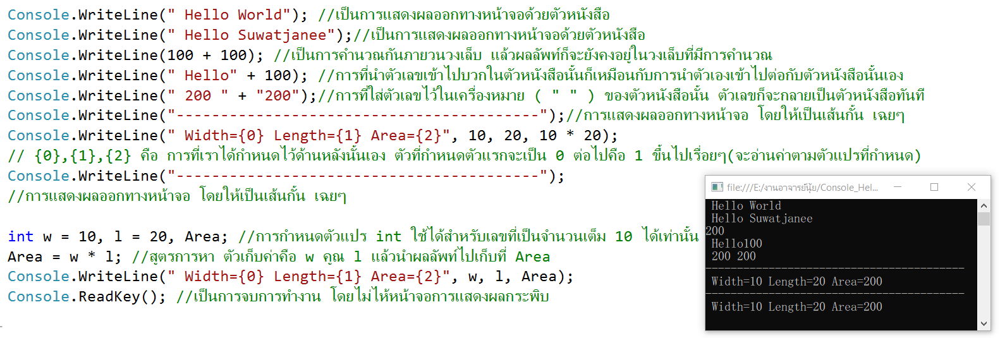 Console.WriteLine(" Hello World"); //เป็นการแสดงผลออกทางหน้าจอด้วยตัวหนังสือ
Console.WriteLine(" Hello Suwatjanee");//เป็นการแสดงผลออกทางหน้าจอด้วยตัวหนังสือ
Console.WriteLine(100 + 100); //เป็นการคำนวณกันภายวนวงเล็บ แล้วผลลัพท์ก็จะยังคงอยู่ในวงเล็บที่มีการคำนวณ
Console.WriteLine(" Hello" + 100); //การที่นำตัวเลขเข้าไปบวกในตัวหนังสือนั้นก็เหมือนกับการนำตัวเองเข้าไปต่อกับตัวหนังสือนั้นเอง
Console.WriteLine(" 200 " + "200");//การที่ใส่ตัวเลขไว้ในเครื่องหมาย ( " " ) ของตัวหนังสือนั้น ตัวเลขก็จะกลายเป็นตัวหนังสือทันที
Console.WriteLine("-----------------------------------------");//การแสดงผลออกทางหน้าจอ โดยให้เป็นเส้นกั้น เฉยๆ
Console.WriteLine(" Width={0} Length={1} Area={2}", 10, 20, 10 * 20);
// {0},{1},{2} คือ การที่เราได้กำหนดไว้ด้านหลังนั้นเอง ตัวที่กำหนดตัวแรกจะเป็น 0 ต่อไปคือ 1 ขึ้นไปเรื่อยๆ(จะอ่านค่าตามตัวแปรที่กำหนด)
Console.WriteLine("-----------------------------------------");
//การแสดงผลออกทางหน้าจอ โดยให้เป็นเส้นกั้น เฉยๆ
int w = 10, l = 20, Area; //การกำหนดตัวแปร int ใช้ได้สำหรับเลขที่เป็นจำนวนเต็ม 10 ได้เท่านั้น
Area = w * l; //สูตรการหา ตัวเก็บค่าคือ w คูณ l แล้วนำผลลัพท์ไปเก็บที่ Area
Console.WriteLine(" Width={0} Length={1} Area={2}", w, l, Area);
Console.ReadKey(); //เป็นการจบการทำงาน โดยไม่ไห้หน้าจอการแสดงผลกระพิบ
file:///E:/งานอาจารย์นุ้ย/Console_Hel...
Hello World
Hello Suwatjanee
200
Hello100
200 200
-----------------------------------------
Width=10 Length=20 Area=200
-----------------------------------------
Width=10 Length=20 Area=200